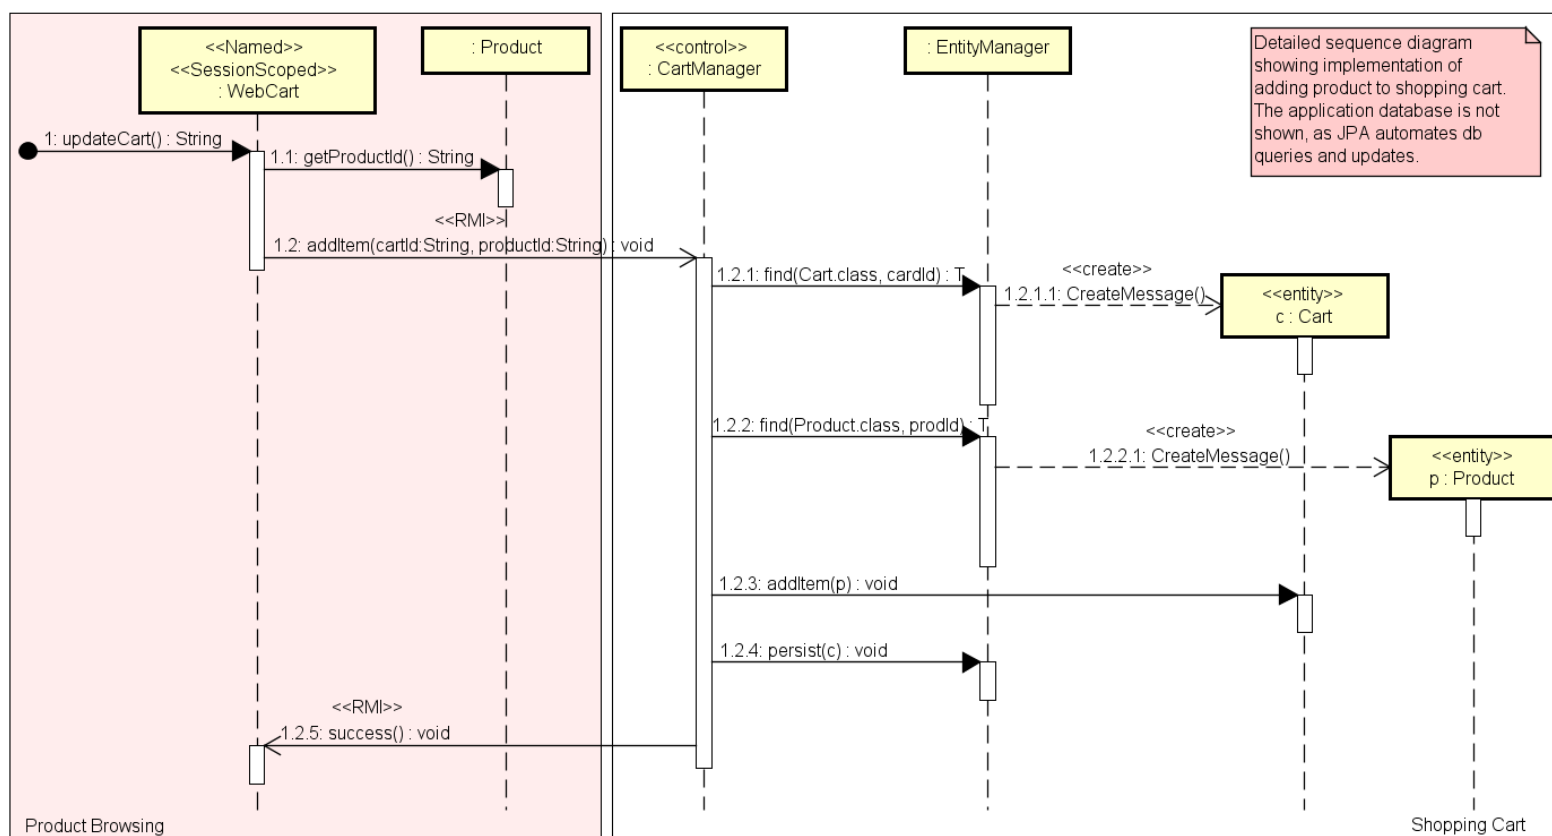 <<Named>>
<<SessionScoped>>
: WebCart
: Product
<<control>>
: CartManager
: EntityManager
Detailed sequence diagram
showing implementation of
adding product to shopping cart.
The application database is not
shown, as JPA automates db
queries and updates.
1: updateCart() : String
1.1: getProductId() : String
<<RMI>>
1.2: addItem(cartId:String, productId:String) : void
1.2.1: find(Cart.class, cardId) : T
<<create>>
1.2.1.1: CreateMessage()
<<entity>>
c : Cart
1.2.2: find(Product.class, prodId) : T
<<create>>
1.2.2.1: CreateMessage()
<<entity>>
p : Product
1.2.3: addItem(p) : void
1.2.4: persist(c) : void
<<RMI>>
1.2.5: success() : void
Product Browsing
Shopping Cart